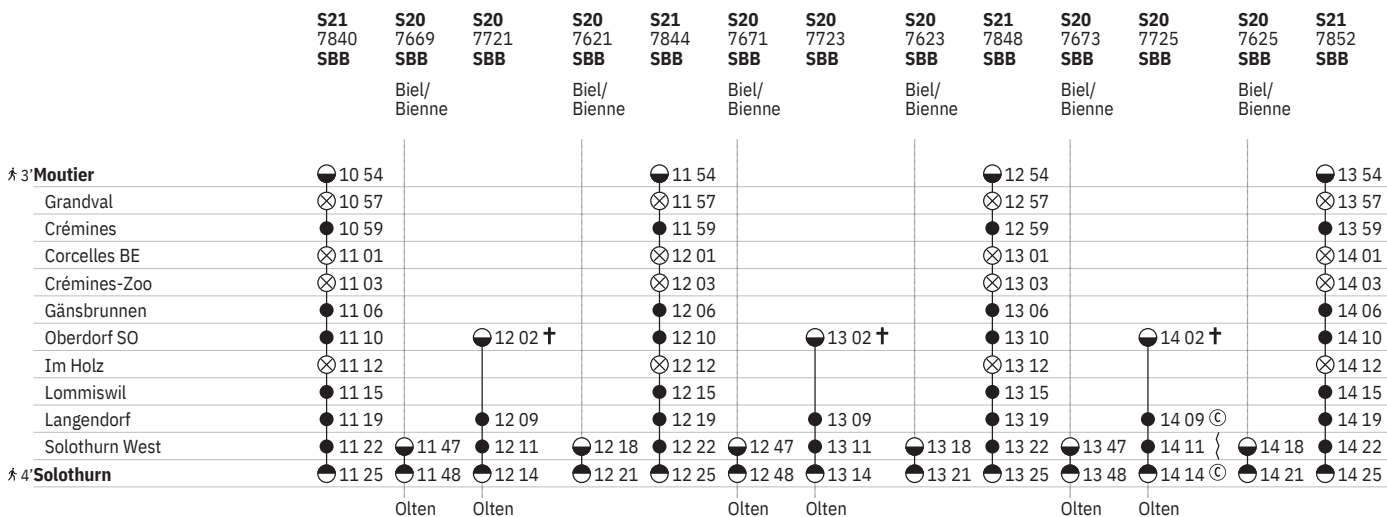 S21 S20 S20 S20 S21 S20 S20 S20 S21 S20 S20 S20 S21
7840 7669 7721 7621 7844 7671 7723 7623 7848 7673 7725 7625 7852
SBB SBB SBB SBB SBB SBB SBB SBB SBB SBB SBB SBB SBB
Biel/ Biel/ Biel/ Biel/ Biel/ Biel/
Bienne Bienne Bienne Bienne Bienne Bienne
3' Moutier 10 54 11 54 12 54 13 54
Grandval 10 57 11 57 12 57 13 57
Crémines 10 59 11 59 12 59 13 59
Corcelles BE 11 01 12 01 13 01 14 01
Crémines-Zoo 11 03 12 03 13 03 14 03
Gänsbrunnen 11 06 12 06 13 06 14 06
Oberdorf SO 11 10 12 02 ✝ 12 10 13 02 ✝ 13 10 14 02 ✝ 14 10
Im Holz 11 12 12 12 13 12 14 12
Lommiswil 11 15 12 15 13 15 14 15
Langendorf 11 19 12 09 12 19 13 09 13 19 14 09 Ⓒ 14 19
Solothurn West 11 22 11 47 12 11 12 18 12 22 12 47 13 11 13 18 13 22 13 47 14 11 14 18 14 22
4' Solothurn 11 25 11 48 12 14 12 21 12 25 12 48 13 14 13 21 13 25 13 48 14 14 Ⓒ 14 21 14 25
Olten Olten Olten Olten Olten Olten